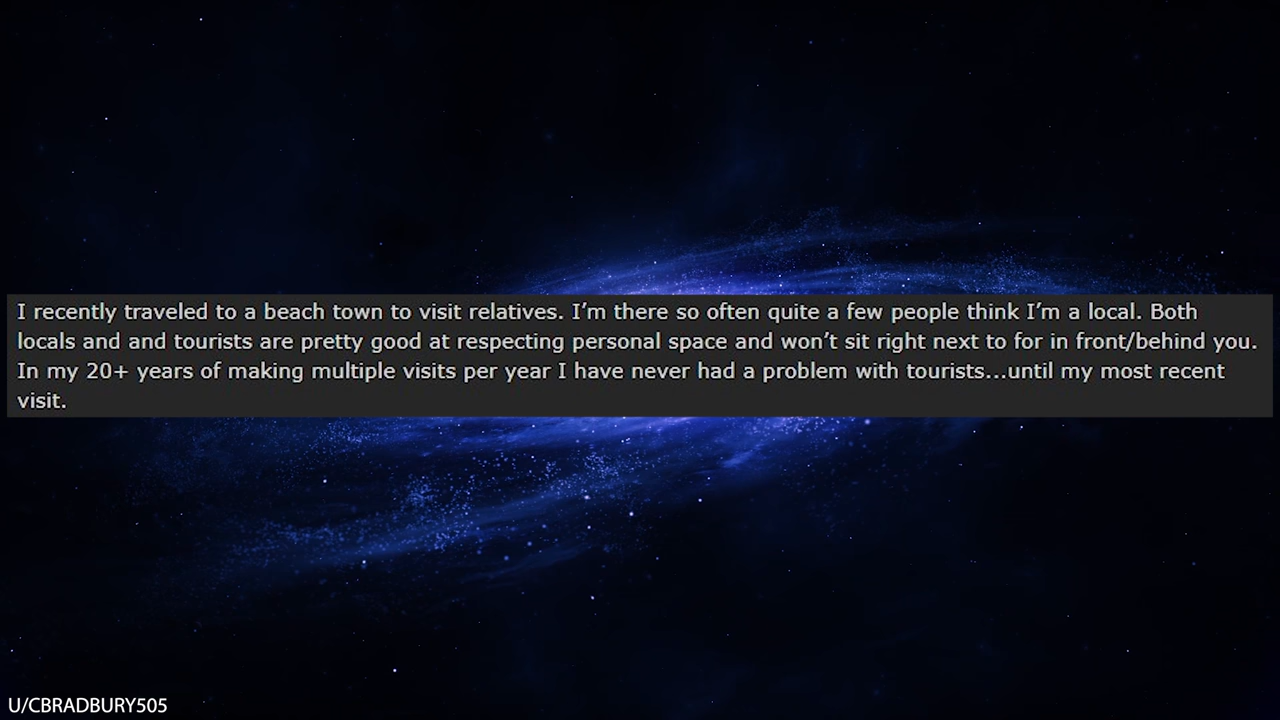 I recently traveled to a beach town to visit relatives. I’m there so often quite a few people think I’m a local. Both
locals and and tourists are pretty good at respecting personal space and won’t sit right next to for in front/behind you.
In my 20+ years of making multiple visits per year I have never had a problem with tourists...until my most recent
visit.
U/CBRADBURY505